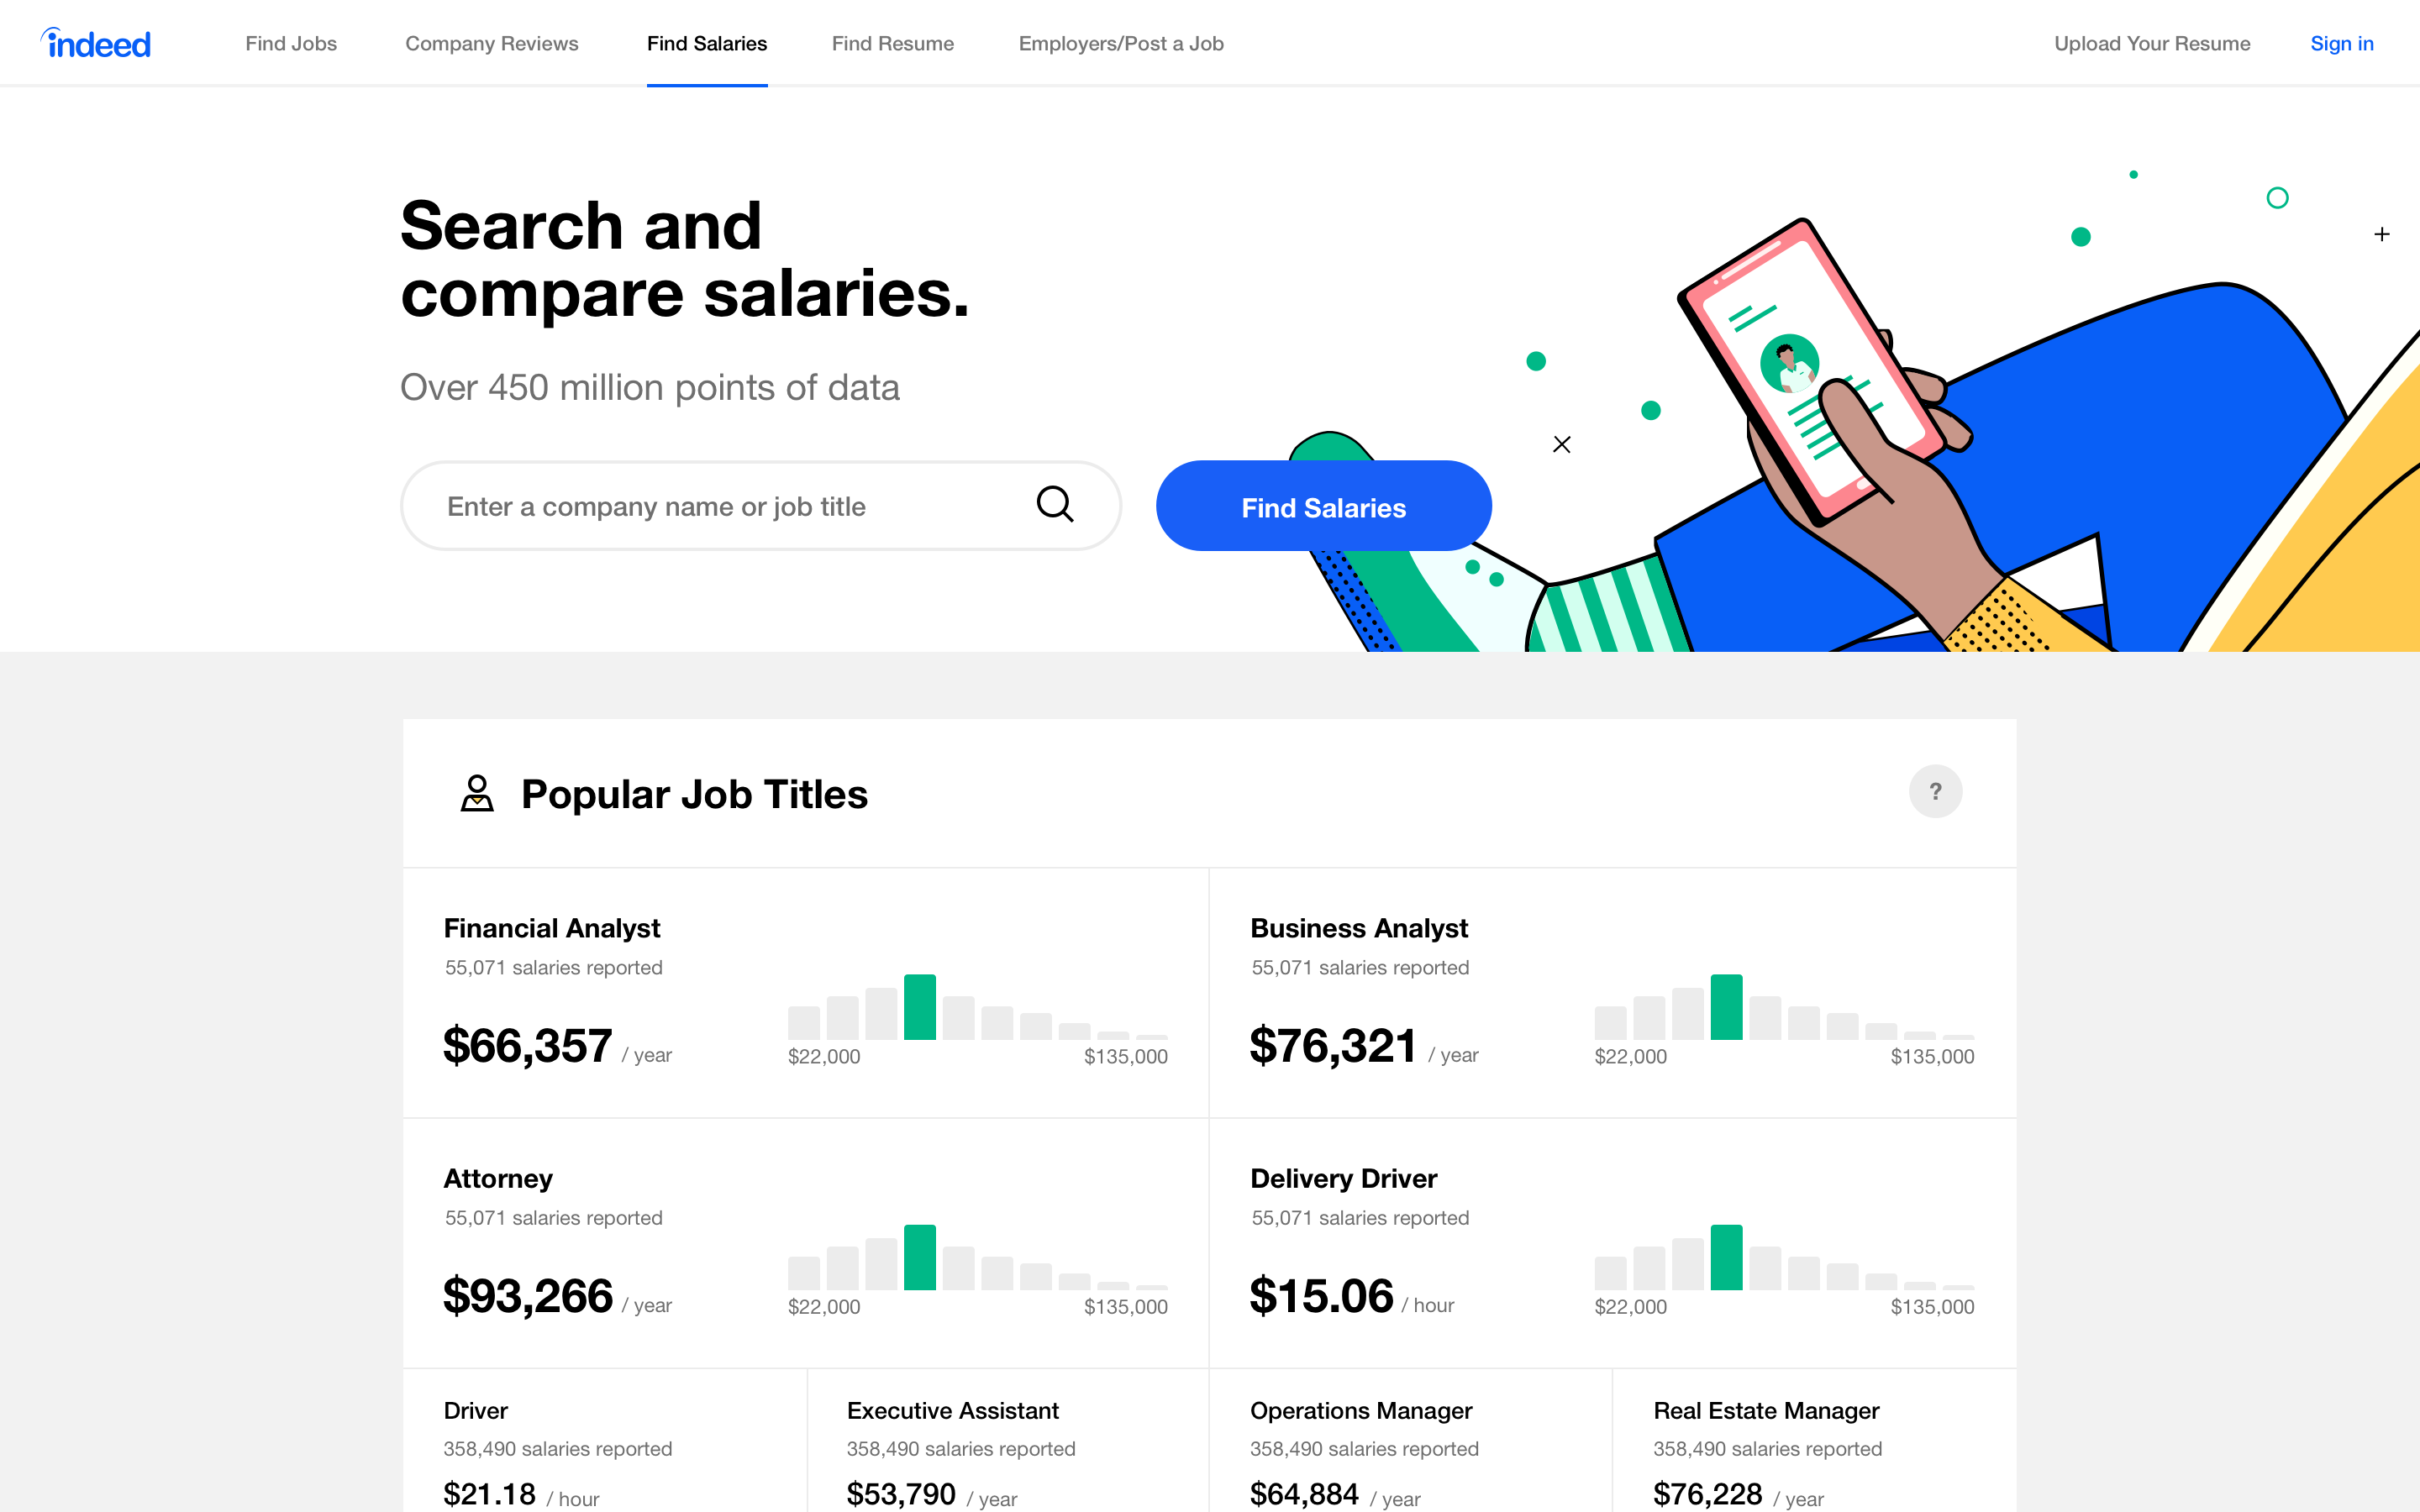 indeed
Find Jobs
Company Reviews
Find Salaries
Find Resume
Employers/Post a Job
Upload Your Resume
Sign in
Search and
compare salaries.
Over 450 million points of data
Enter a company name or job title
Find Salaries
Popular Job Titles
?
Financial Analyst
55,071 salaries reported
$66,357 / year
$22,000
$135,000
Business Analyst
55,071 salaries reported
$76,321 / year
$22,000
$135,000
Attorney
55,071 salaries reported
$93,266 / year
$22,000
$135,000
Delivery Driver
55,071 salaries reported
$15.06 / hour
$22,000
$135,000
Driver
358,490 salaries reported
$21.18 / hour
Executive Assistant
358,490 salaries reported
$53,790 / year
Operations Manager
358,490 salaries reported
$64,884 / year
Real Estate Manager
358,490 salaries reported
$76,228 / year